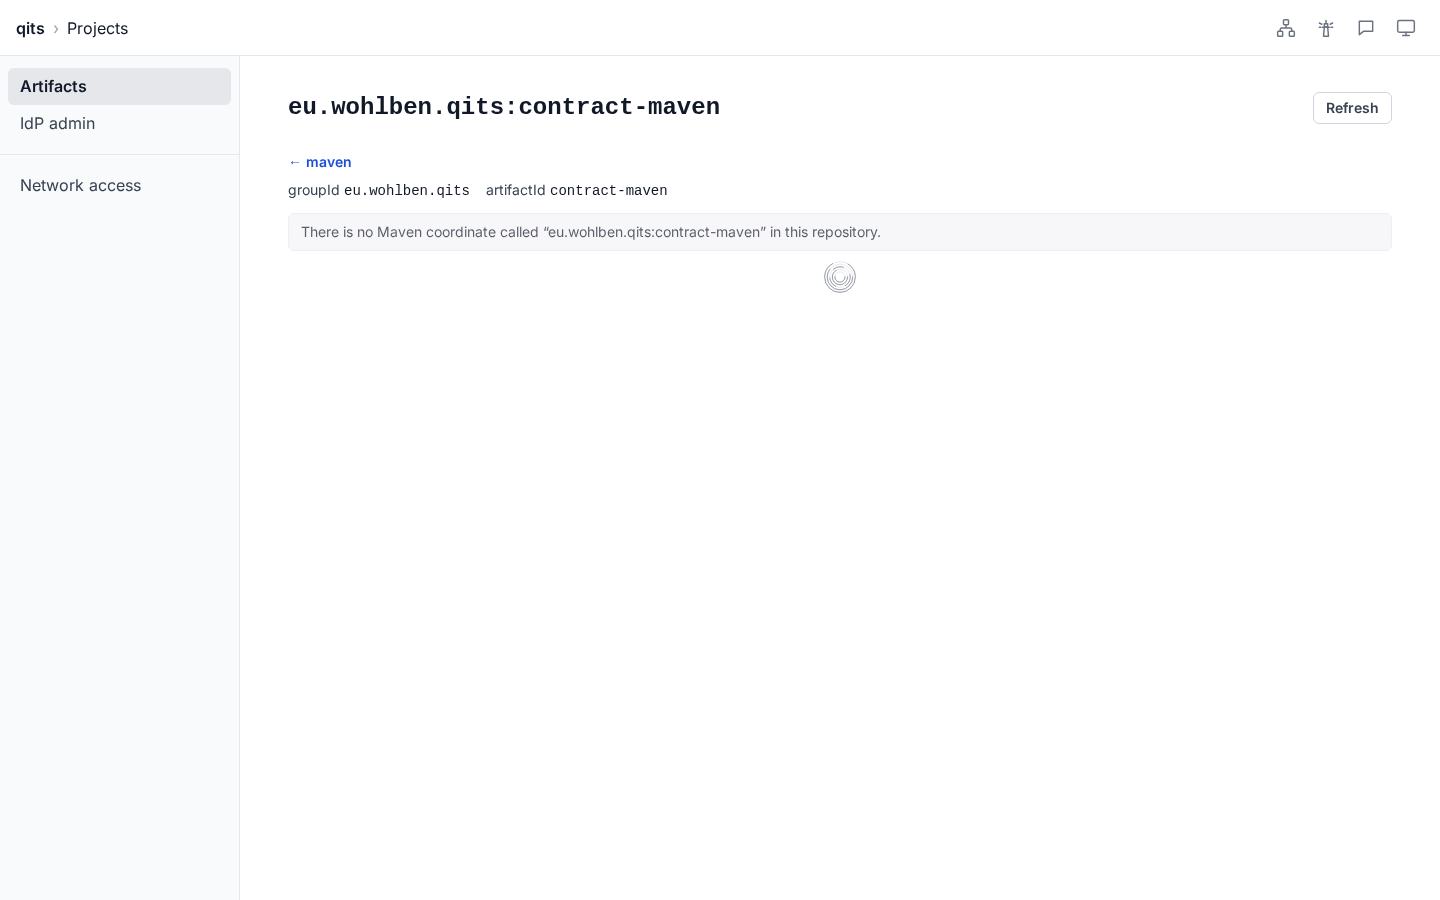 qits › Projects
Artifacts
IdP admin
Network access
eu.wohlben.qits:contract-maven
Refresh
← maven
groupId eu.wohlben.qits artifactId contract-maven
There is no Maven coordinate called “eu.wohlben.qits:contract-maven” in this repository.